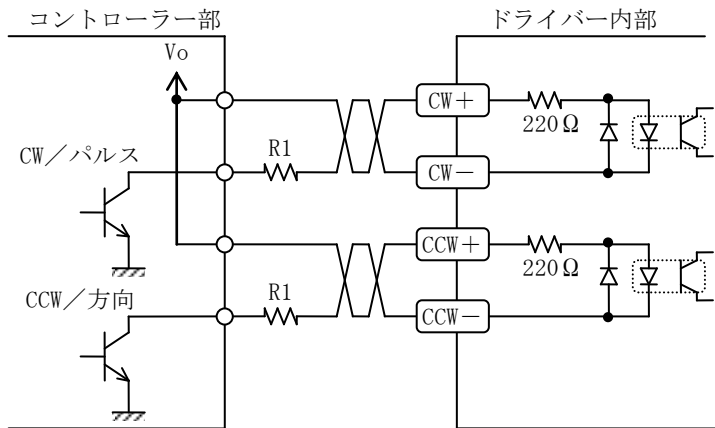 コントローラー部
ドライバー内部
Vo
CW+
220Ω
CW／パルス
R1
CW－
CCW+
220Ω
CCW／方向
R1
CCW－